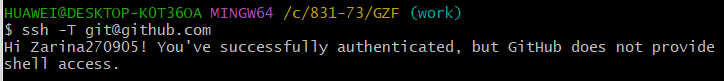 HUAWEI@DESKTOP-K0T36OA MINGW64 /c/831-73/GZF (work)
$ ssh -T git@github.com
Hi Zarina270905! You've successfully authenticated, but GitHub does not provide
shell access.